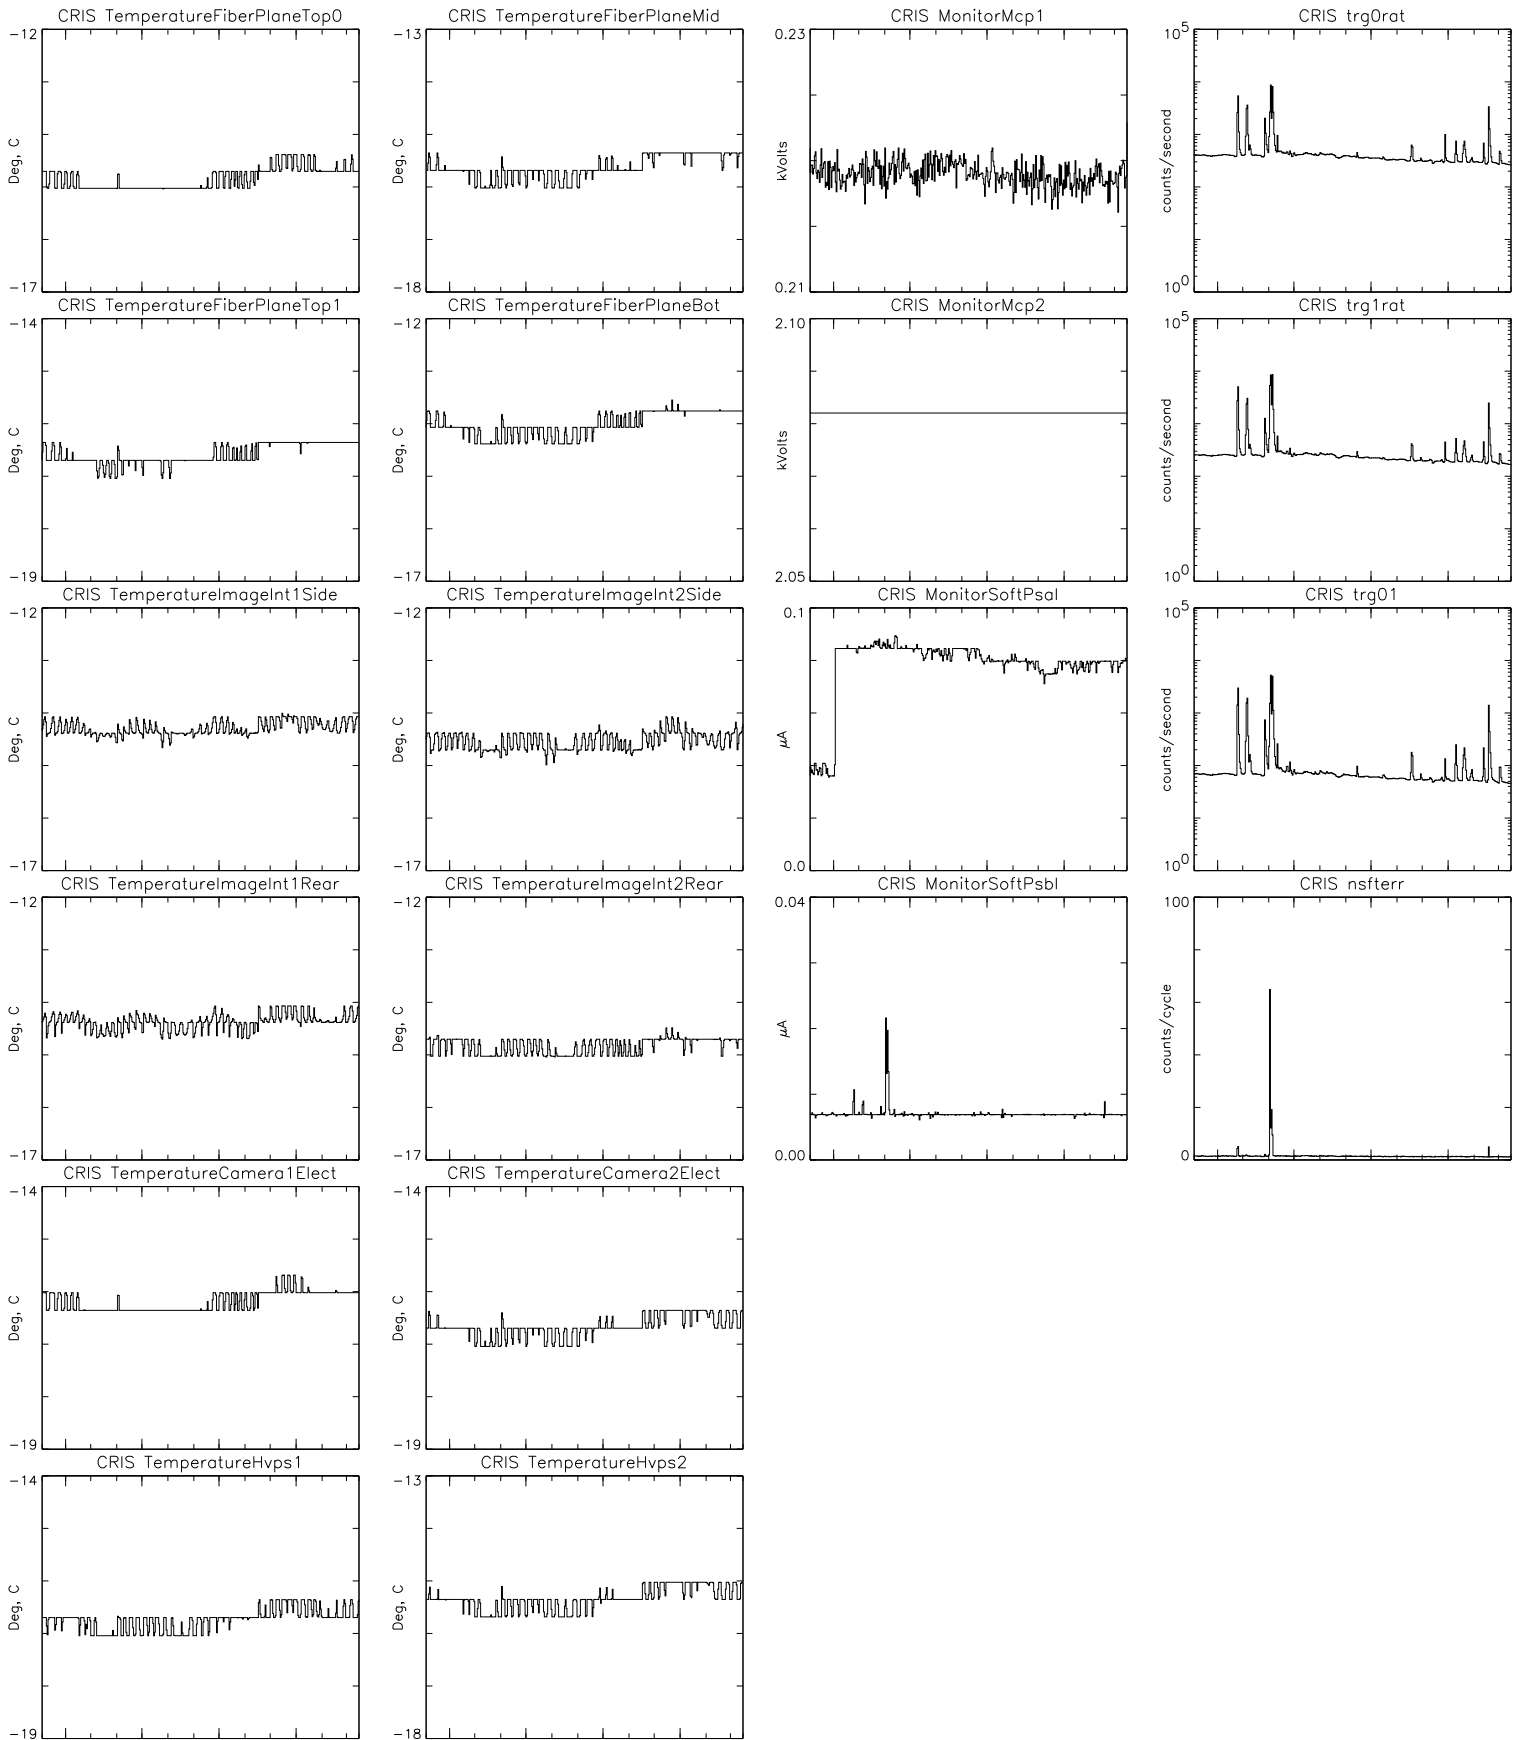 CRIS TemperatureFiberPlaneTop0
-12
Deg, C
-17
CRIS TemperatureFiberPlaneMid
-13
Deg, C
-18
CRIS MonitorMcp1
0.23
kVolts
0.21
CRIS trg0rat
10^5
counts/second
10^0
CRIS TemperatureFiberPlaneTop1
-14
Deg, C
-19
CRIS TemperatureFiberPlaneBot
-12
Deg, C
-17
CRIS MonitorMcp2
2.10
kVolts
2.05
CRIS trg1rat
10^5
counts/second
10^0
CRIS TemperatureImageInt1Side
-12
Deg, C
-17
CRIS TemperatureImageInt2Side
-12
Deg, C
-17
CRIS MonitorSoftPsaI
0.1
μA
0.0
CRIS trg01
10^5
counts/second
10^0
CRIS TemperatureImageInt1Rear
-12
Deg, C
-17
CRIS TemperatureImageInt2Rear
-12
Deg, C
-17
CRIS MonitorSoftPsbI
0.04
μA
0.00
CRIS nsfterr
100
counts/cycle
0
CRIS TemperatureCamera1Elect
-14
Deg, C
-19
CRIS TemperatureCamera2Elect
-14
Deg, C
-19
CRIS TemperatureHvps1
-14
Deg, C
-19
CRIS TemperatureHvps2
-13
Deg, C
-18